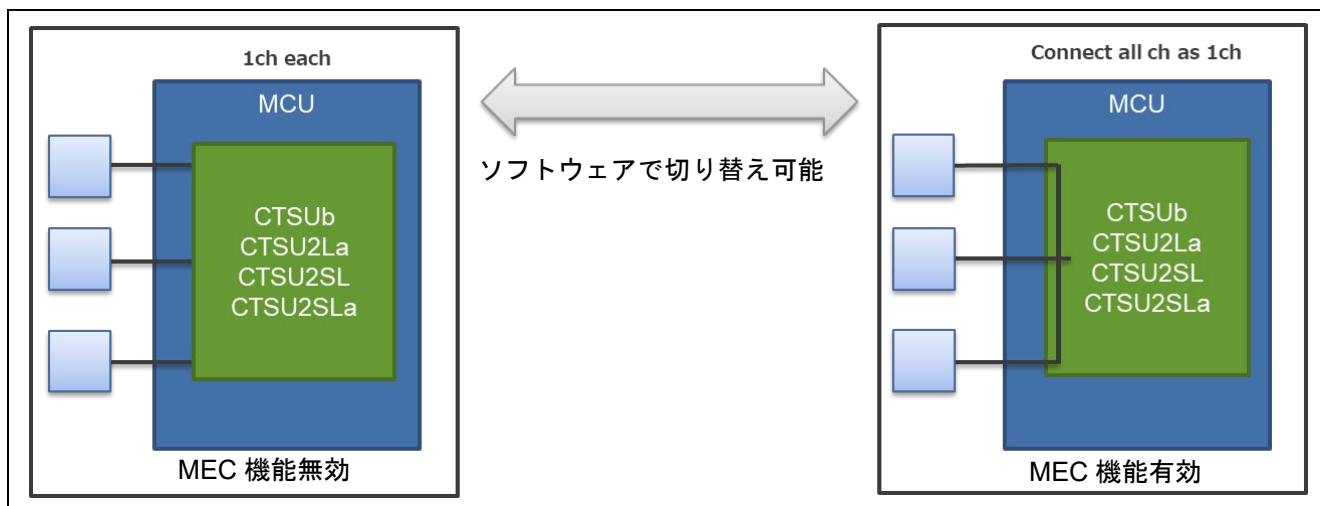 1ch each
MCU
CTSUb
CTSU2La
CTSU2SL
CTSU2SLa
MEC 機能無効
ソフトウェアで切り替え可能
Connect all ch as 1ch
MCU
CTSUb
CTSU2La
CTSU2SL
CTSU2SLa
MEC 機能有効